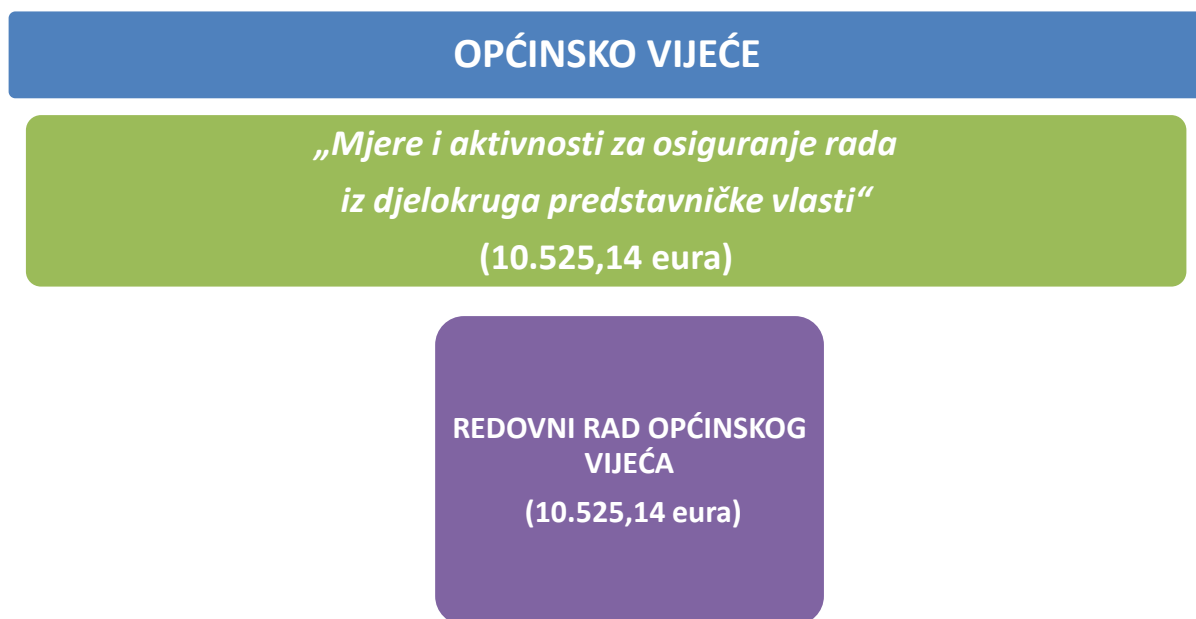 OPĆINSKO VIJEĆE
„Mjere i aktivnosti za osiguranje rada
iz djelokruga predstavničke vlasti“
(10.525,14 eura)
REDOVNI RAD OPĆINSKOG
VIJEĆA
(10.525,14 eura)